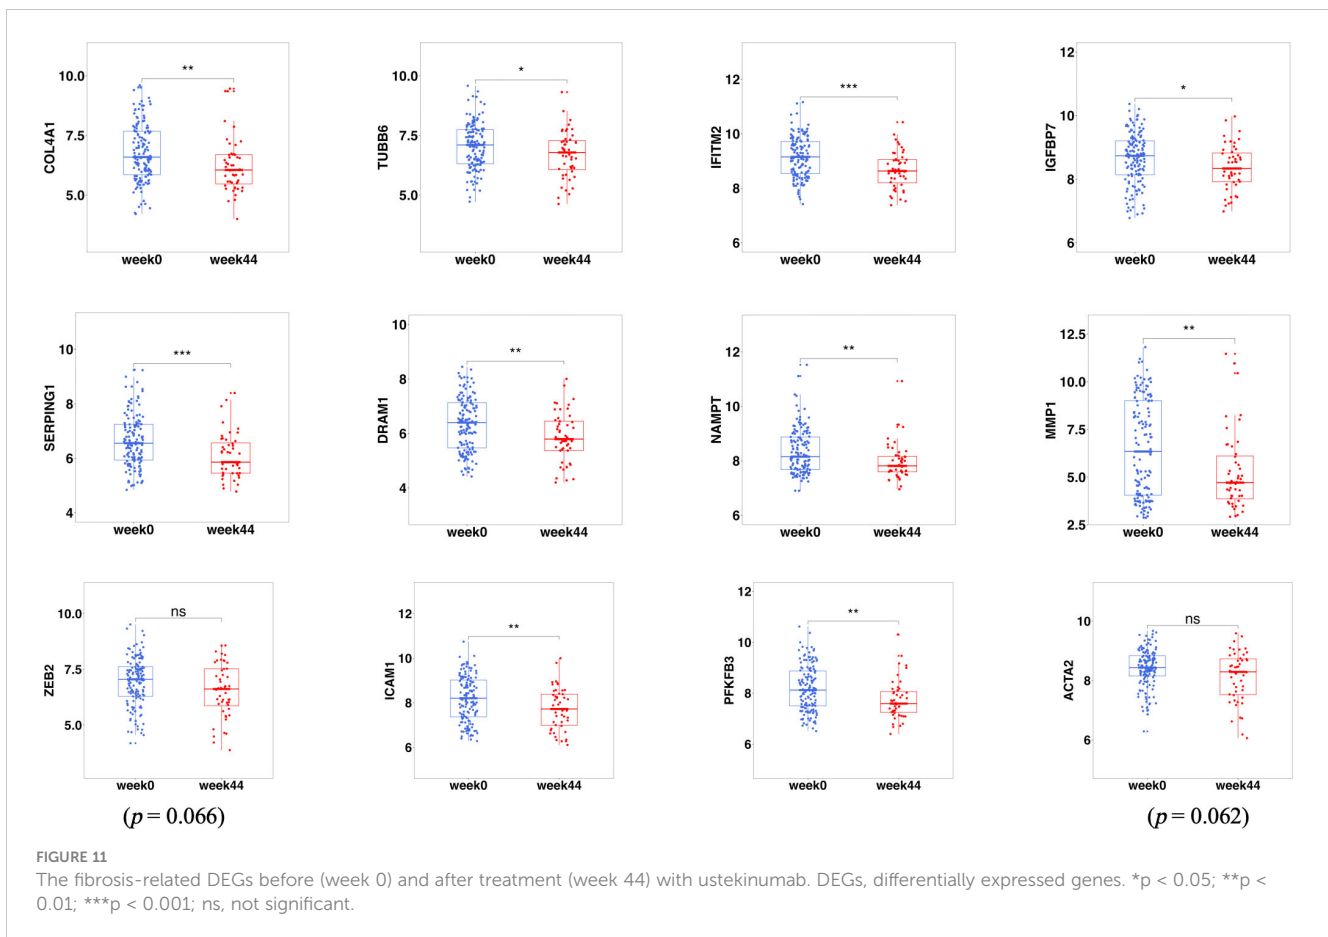 COL4A1
10.0
7.5
5.0
**
week0 week44
TUBB6
10.0
7.5
5.0
*
week0 week44
IFITM2
12
10
8
6
***
week0 week44
IGFBP7
12
10
8
6
*
week0 week44
SERPING1
10
8
6
4
***
week0 week44
DRAM1
10
8
6
4
**
week0 week44
NAMPT
12
10
8
6
**
week0 week44
MMP1
12.5
10.0
7.5
5.0
2.5
**
week0 week44
ZEB2
10.0
7.5
5.0
ns
week0 week44
(p = 0.066)
ICAM1
12
10
8
6
**
week0 week44
PFKFB3
12
10
8
6
**
week0 week44
ACTA2
10
8
6
ns
week0 week44
(p = 0.062)
FIGURE 11
The fibrosis-related DEGs before (week 0) and after treatment (week 44) with ustekinumab. DEGs, differentially expressed genes. *p < 0.05; **p <
0.01; ***p < 0.001; ns, not significant.